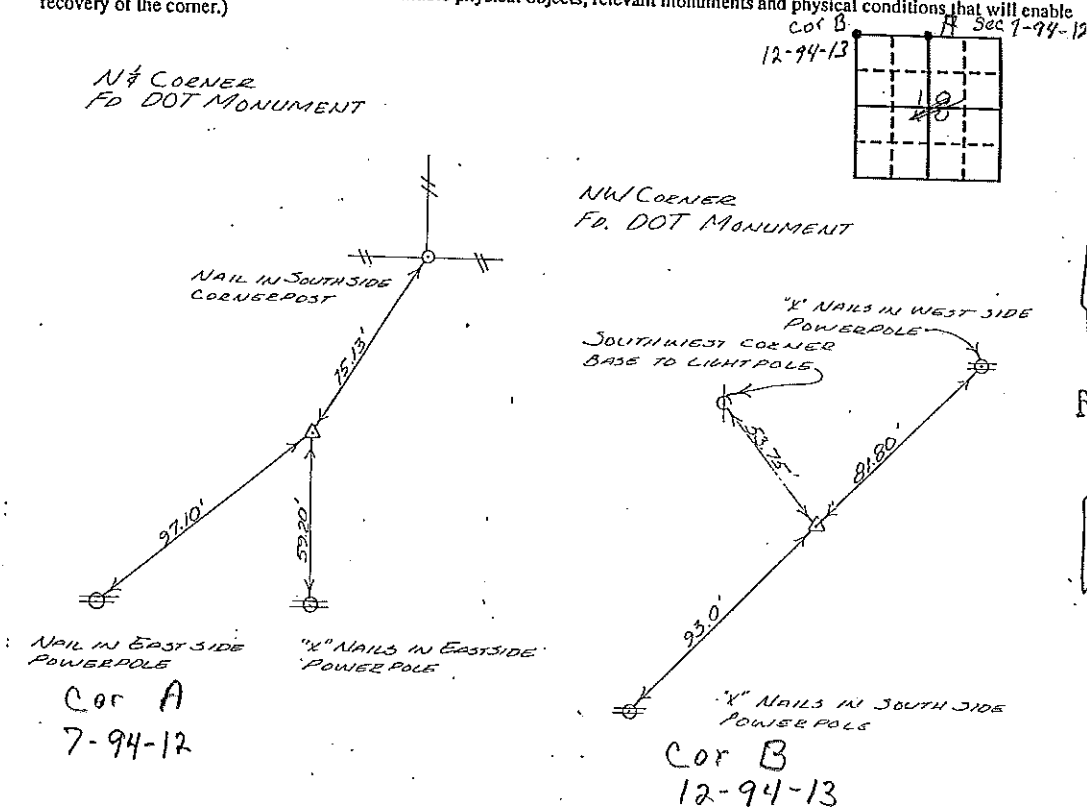 physical objects, relevant monuments and physical conditions that will enable
recovery of the corner.)
Cor B
12-94-13
A Sec 7-94-12
18
N¼ CORNER
FD DOT MONUMENT
NAIL IN SOUTH SIDE
CORNERPOST
75.13'
97.10'
59.20'
NAIL IN EAST SIDE
POWERPOLE
"X" NAILS IN EASTSIDE
POWER POLE
Cor A
7-94-12
NW CORNER
FD. DOT MONUMENT
"X" NAILS IN WEST SIDE
POWERPOLE
SOUTHWEST CORNER
BASE TO LIGHTPOLE
53.75'
81.80'
93.0'
"X" NAILS IN SOUTH SIDE
POWER POLE
Cor B
12-94-13